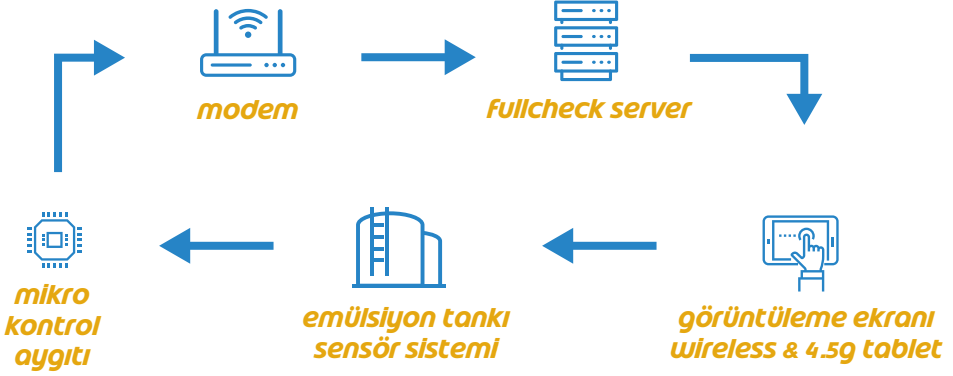 modem
fullcheck server
mikro
kontrol
aygıtı
emülsiyon tankı
sensör sistemi
görüntüleme ekranı
wireless & 4.5g tablet